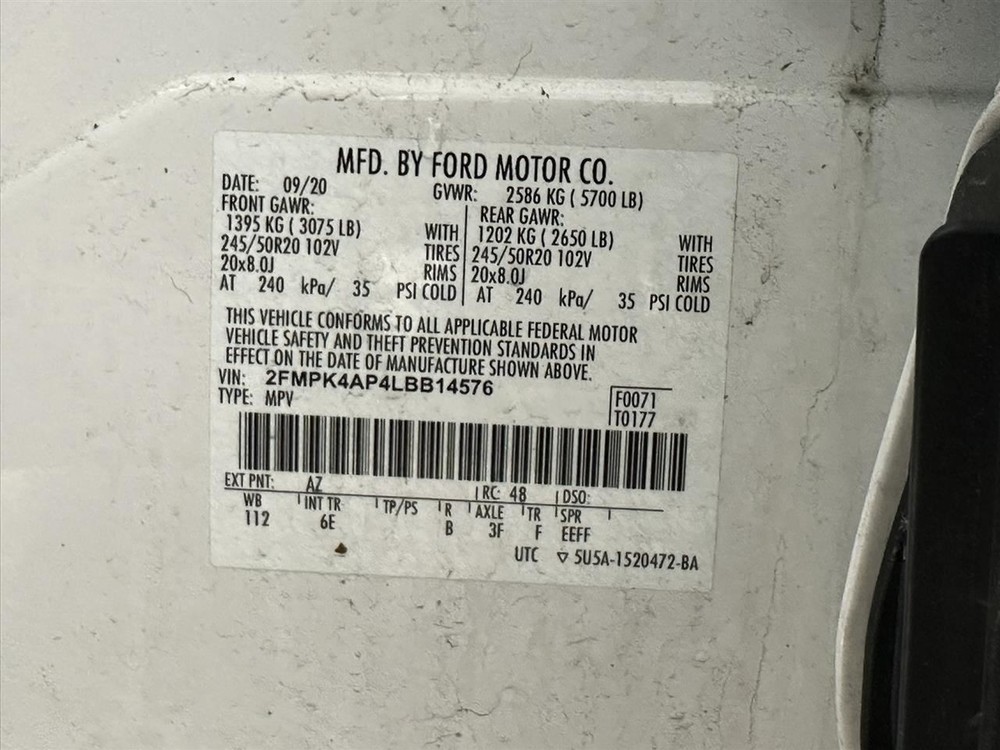 MFD. BY FORD MOTOR CO.
DATE: 09/20 GVWR: 2586 KG ( 5700 LB)
FRONT GAWR: REAR GAWR:
1395 KG ( 3075 LB) WITH 1202 KG ( 2650 LB) WITH
245/50R20 102V TIRES 245/50R20 102V TIRES
20x8.0J RIMS 20x8.0J RIMS
AT 240 kPa/ 35 PSI COLD AT 240 kPa/ 35 PSI COLD
THIS VEHICLE CONFORMS TO ALL APPLICABLE FEDERAL MOTOR
VEHICLE SAFETY AND THEFT PREVENTION STANDARDS IN
EFFECT ON THE DATE OF MANUFACTURE SHOWN ABOVE.
VIN: 2FMPK4AP4LBB14576
TYPE: MPV
F0071
T0177
EXT PNT: AZ RC: 48 DSO:
WB INT TR TP/PS R AXLE TR SPR
112 6E B 3F F EEFF
UTC ▽ 5U5A-1520472-BA